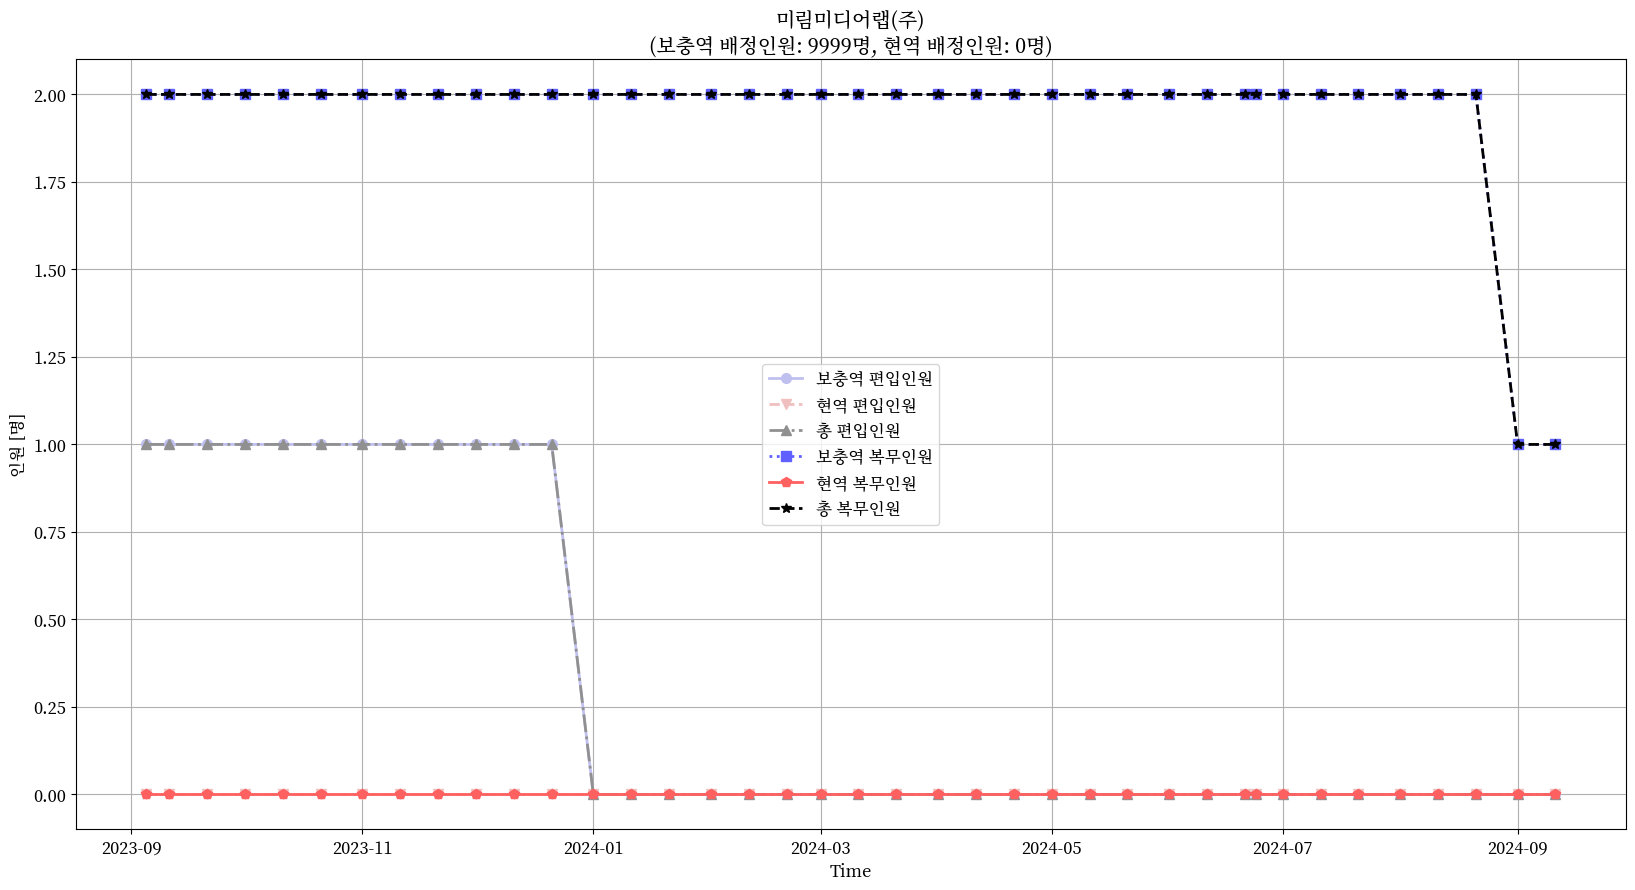 미림미디어랩(주)
(보충역 배정인원: 9999명, 현역 배정인원: 0명)
인원 [명]
2.00
1.75
1.50
1.25
1.00
0.75
0.50
0.25
0.00
보충역 편입인원
현역 편입인원
총 편입인원
보충역 복무인원
현역 복무인원
총 복무인원
2023-09
2023-11
2024-01
2024-03
2024-05
2024-07
2024-09
Time